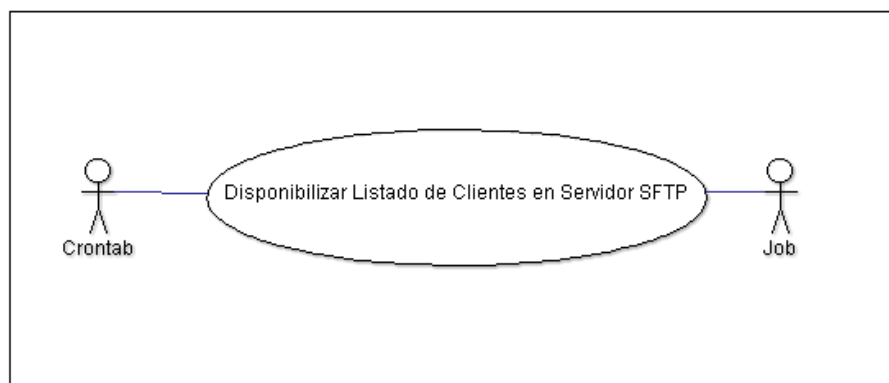 Disponibilizar Listado de Clientes en Servidor SFTP
Crontab
Job